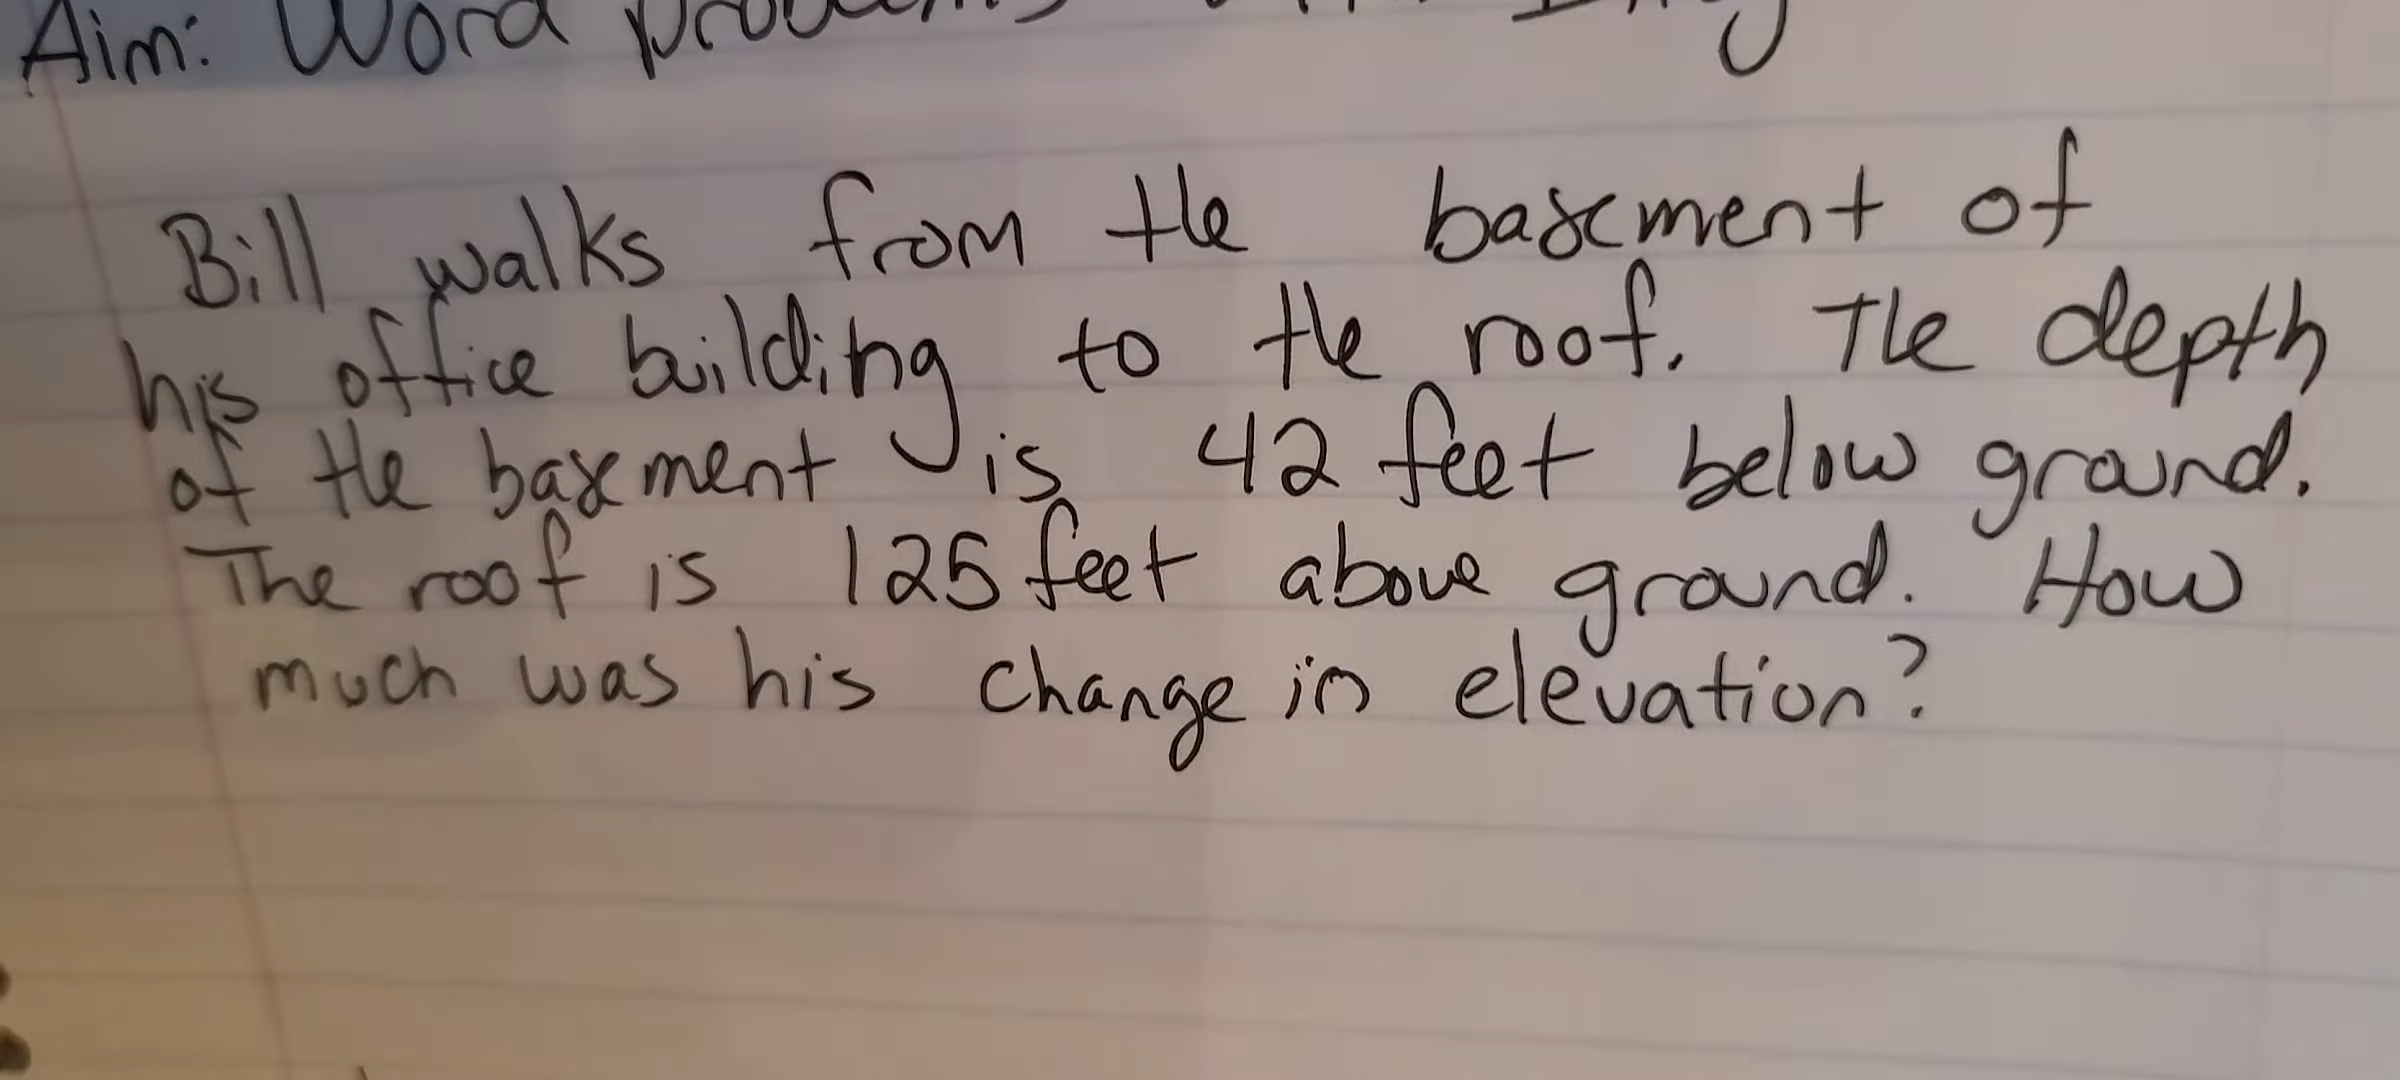 Aim: Word problems
Bill walks from the basement of
his office building to the roof. The depth
of the basement is 42 feet below ground.
The roof is 125 feet above ground. How
much was his change in elevation?